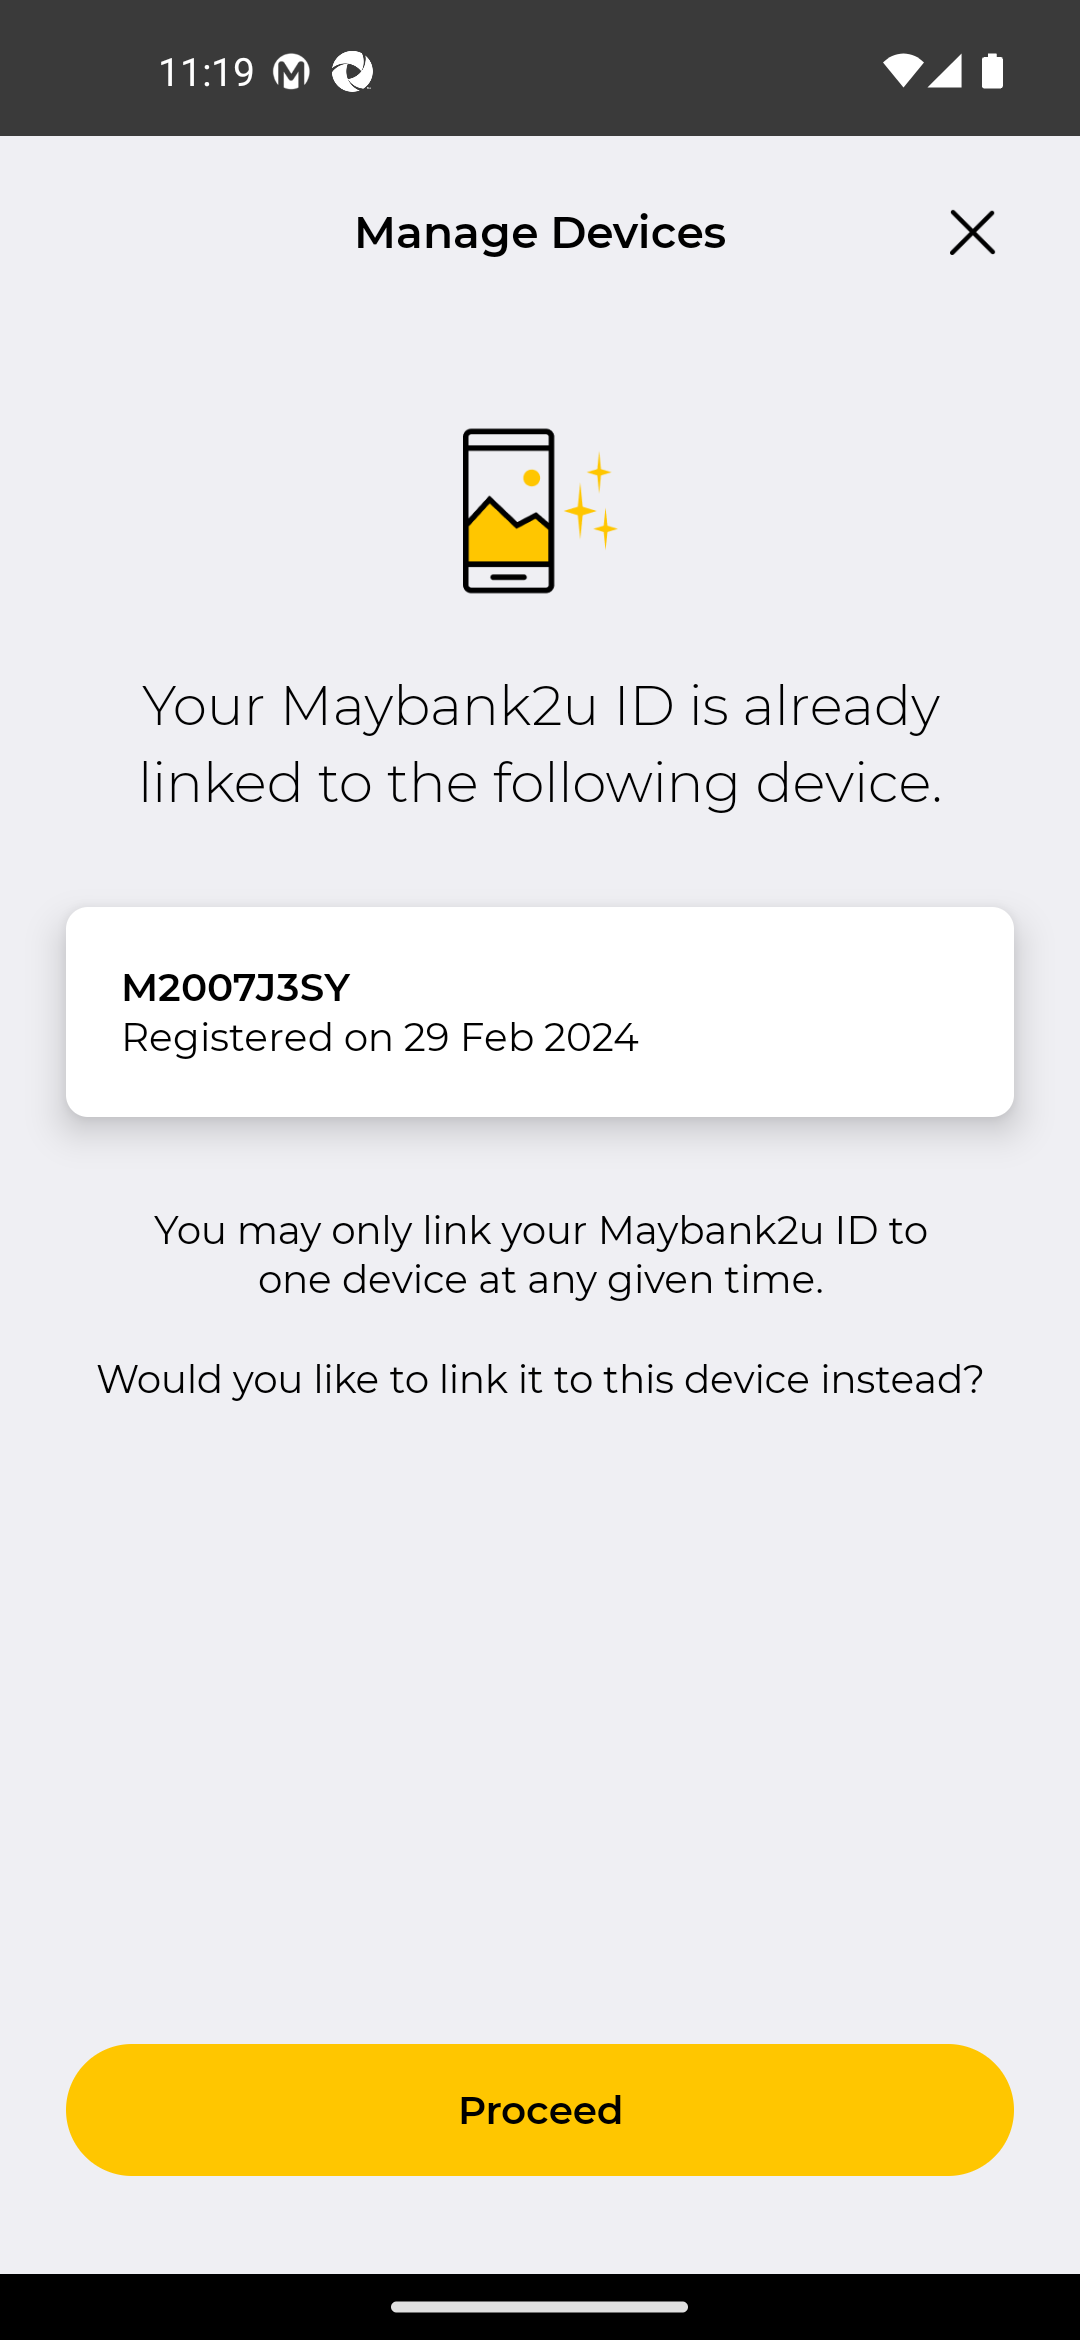 11:19
Manage Devices
Your Maybank2u ID is already
linked to the following device.
M2007J3SY
Registered on 29 Feb 2024
You may only link your Maybank2u ID to
one device at any given time.
Would you like to link it to this device instead?
Proceed